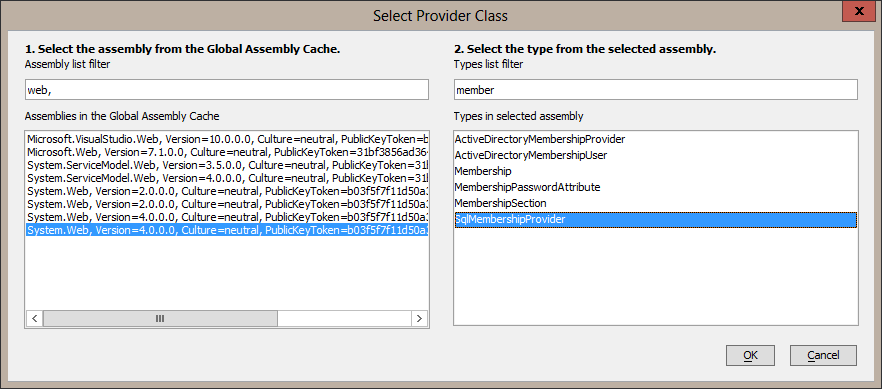 Select Provider Class
x
1. Select the assembly from the Global Assembly Cache.
Assembly list filter
web,
Assemblies in the Global Assembly Cache
Microsoft.VisualStudio.Web, Version=10.0.0.0, Culture=neutral, PublicKeyToken=b
Microsoft.Web, Version=7.1.0.0, Culture=neutral, PublicKeyToken=31bf3856ad364
System.ServiceModel.Web, Version=3.5.0.0, Culture=neutral, PublicKeyToken=31
System.ServiceModel.Web, Version=4.0.0.0, Culture=neutral, PublicKeyToken=31
System.Web, Version=2.0.0.0, Culture=neutral, PublicKeyToken=b03f5f7f11d50a3
System.Web, Version=2.0.0.0, Culture=neutral, PublicKeyToken=b03f5f7f11d50a3
System.Web, Version=4.0.0.0, Culture=neutral, PublicKeyToken=b03f5f7f11d50a3
System.Web, Version=4.0.0.0, Culture=neutral, PublicKeyToken=b03f5f7f11d50a3
2. Select the type from the selected assembly.
Types list filter
member
Types in selected assembly
ActiveDirectoryMembershipProvider
ActiveDirectoryMembershipUser
Membership
MembershipPasswordAttribute
MembershipSection
SqlMembershipProvider
OK
Cancel